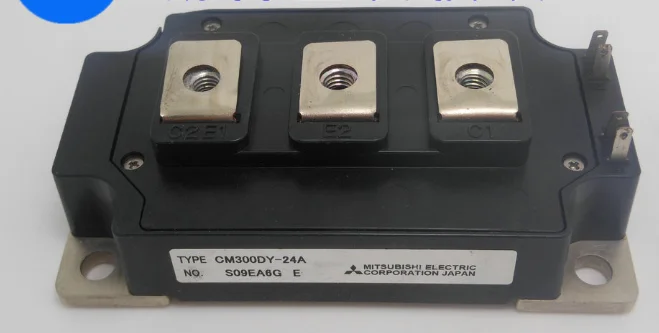 C2E1
E2
C1
TYPE CM300DY-24A
NO. S09EA6G E
MITSUBISHI ELECTRIC
CORPORATION JAPAN